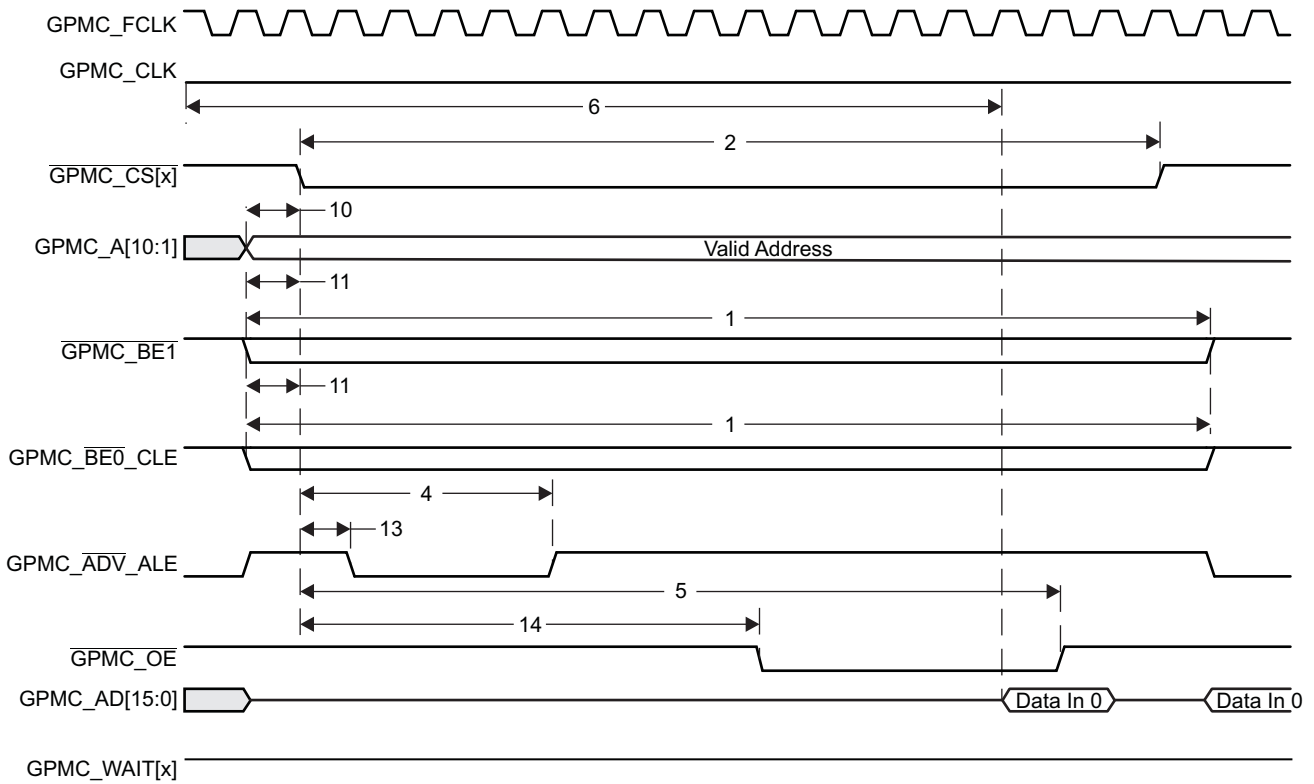 GPMC_FCLK
GPMC_CLK
6
2
GPMC_CS[x]
10
GPMC_A[10:1]
Valid Address
11
1
GPMC_BE1
11
1
GPMC_BE0_CLE
4
13
GPMC_ADV_ALE
5
14
GPMC_OE
GPMC_AD[15:0]
Data In 0
Data In 0
GPMC_WAIT[x]